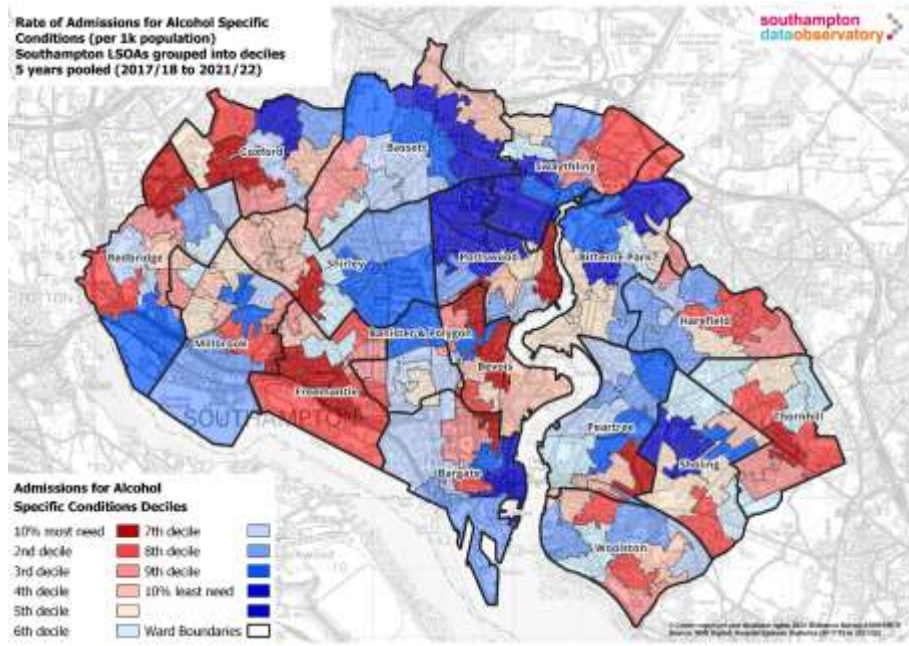 Rate of Admissions for Alcohol Specific
Conditions (per 1k population)
Southampton LSOAs grouped into deciles
5 years pooled (2017/18 to 2021/22)
southampton
dataobservatory
Coxford
Bassett
Swaythling
Redbridge
Shirley
Portswood
Bitterne Park
Millbrook
Banister & Polygon
Harefield
Freemantle
Bevois
SOUTHAMPTON
Peartree
Thornhill
Sholing
Bargate
Woolston
Admissions for Alcohol
Specific Conditions Deciles
10% most need
2nd decile
3rd decile
4th decile
5th decile
6th decile
7th decile
8th decile
9th decile
10% least need
Ward Boundaries